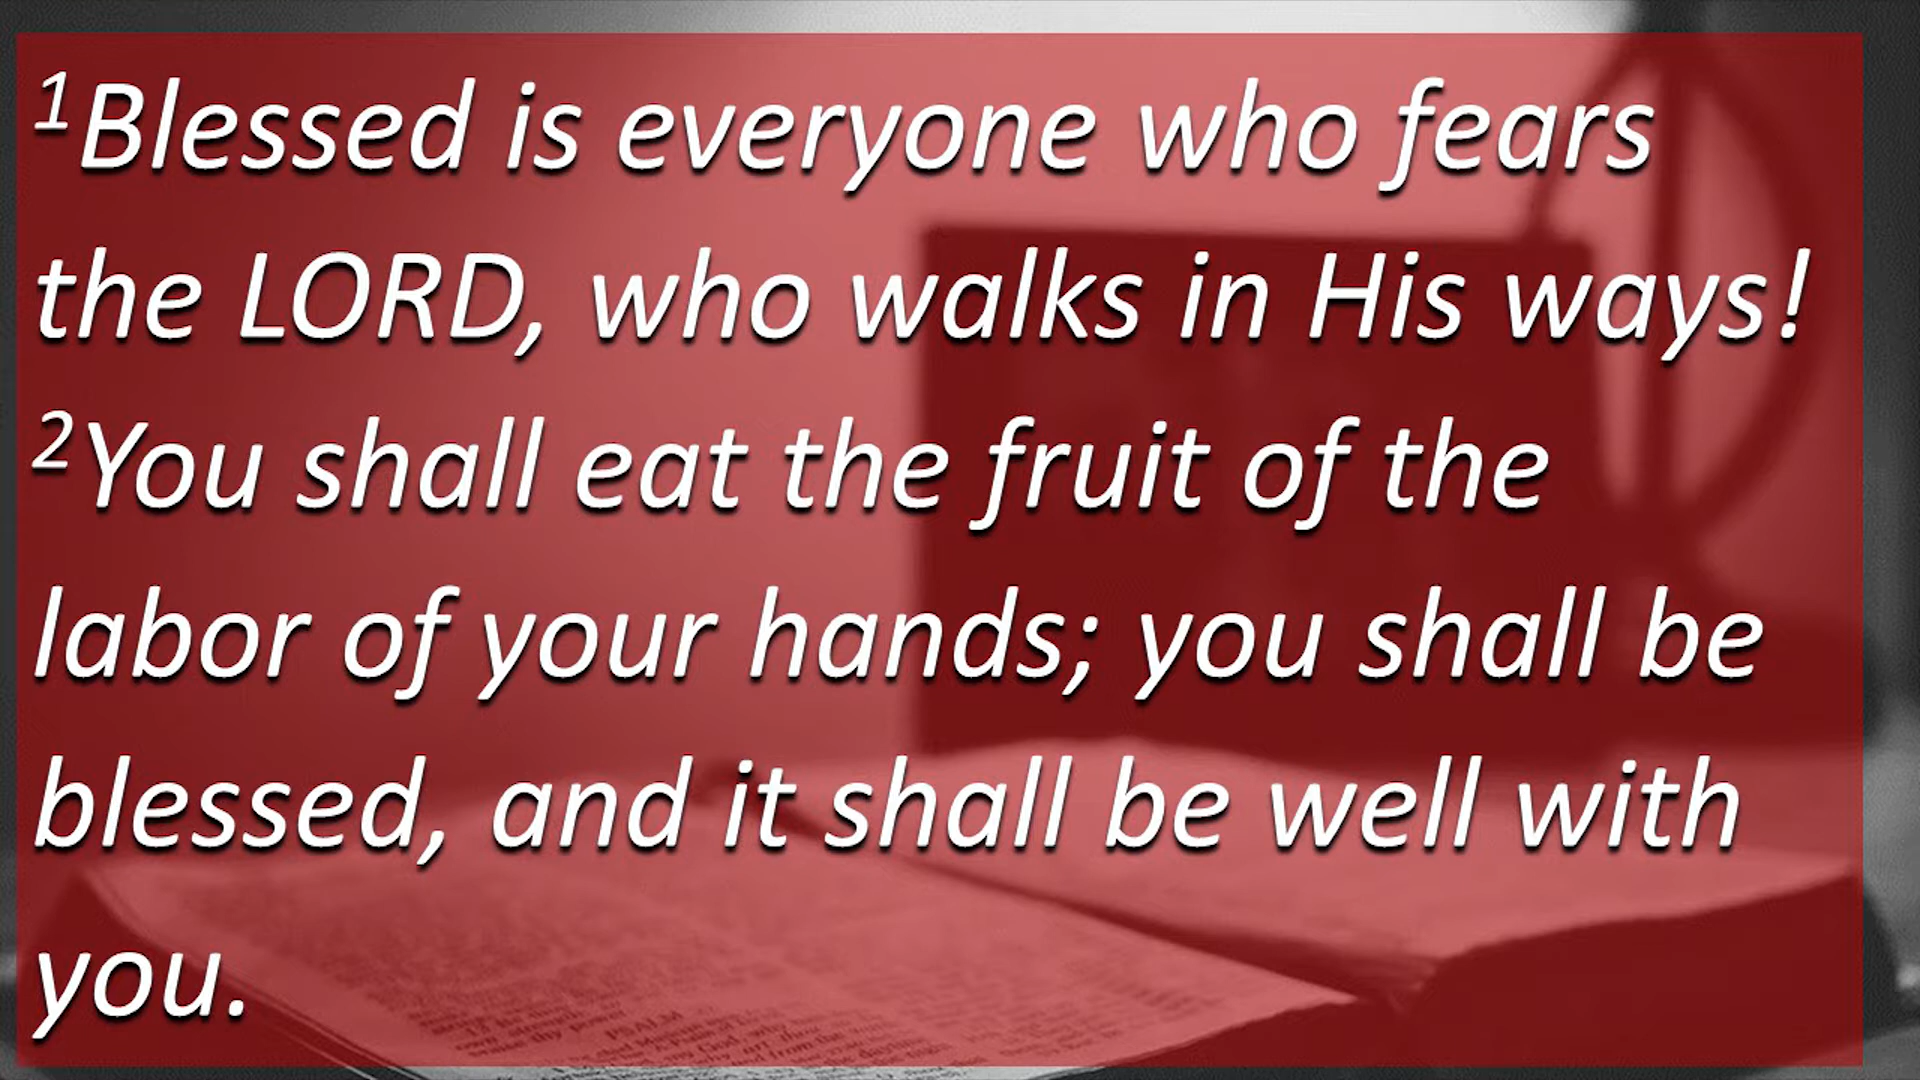 1Blessed is everyone who fears
the LORD, who walks in His ways!
2You shall eat the fruit of the
labor of your hands; you shall be
blessed, and it shall be well with
you.
PSALM